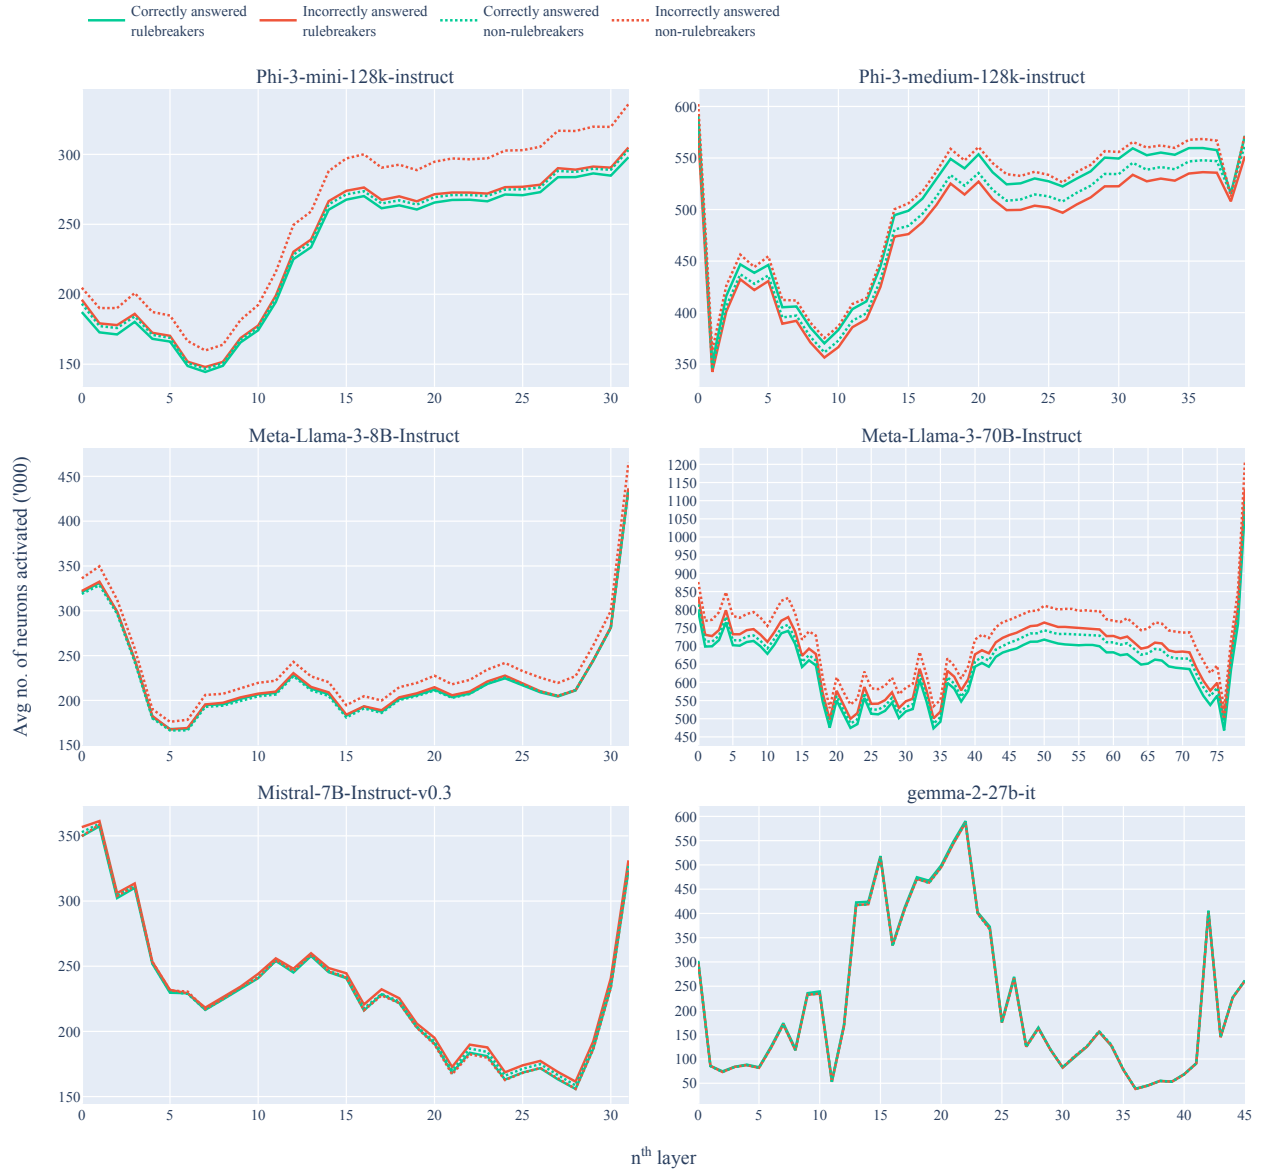 Correctly answered
rulebreakers
Incorrectly answered
rulebreakers
Correctly answered
non-rulebreakers
Incorrectly answered
non-rulebreakers
Avg no. of neurons activated ('000)
Phi-3-mini-128k-instruct
300
250
200
150
0 5 10 15 20 25 30
Phi-3-medium-128k-instruct
600
550
500
450
400
350
0 5 10 15 20 25 30 35
Meta-Llama-3-8B-Instruct
450
400
350
300
250
200
150
0 5 10 15 20 25 30
Meta-Llama-3-70B-Instruct
1200
1150
1100
1050
1000
950
900
850
800
750
700
650
600
550
500
450
0 5 10 15 20 25 30 35 40 45 50 55 60 65 70 75
Mistral-7B-Instruct-v0.3
350
300
250
200
150
0 5 10 15 20 25 30
gemma-2-27b-it
600
550
500
450
400
350
300
250
200
150
100
50
0 5 10 15 20 25 30 35 40 45
nth layer